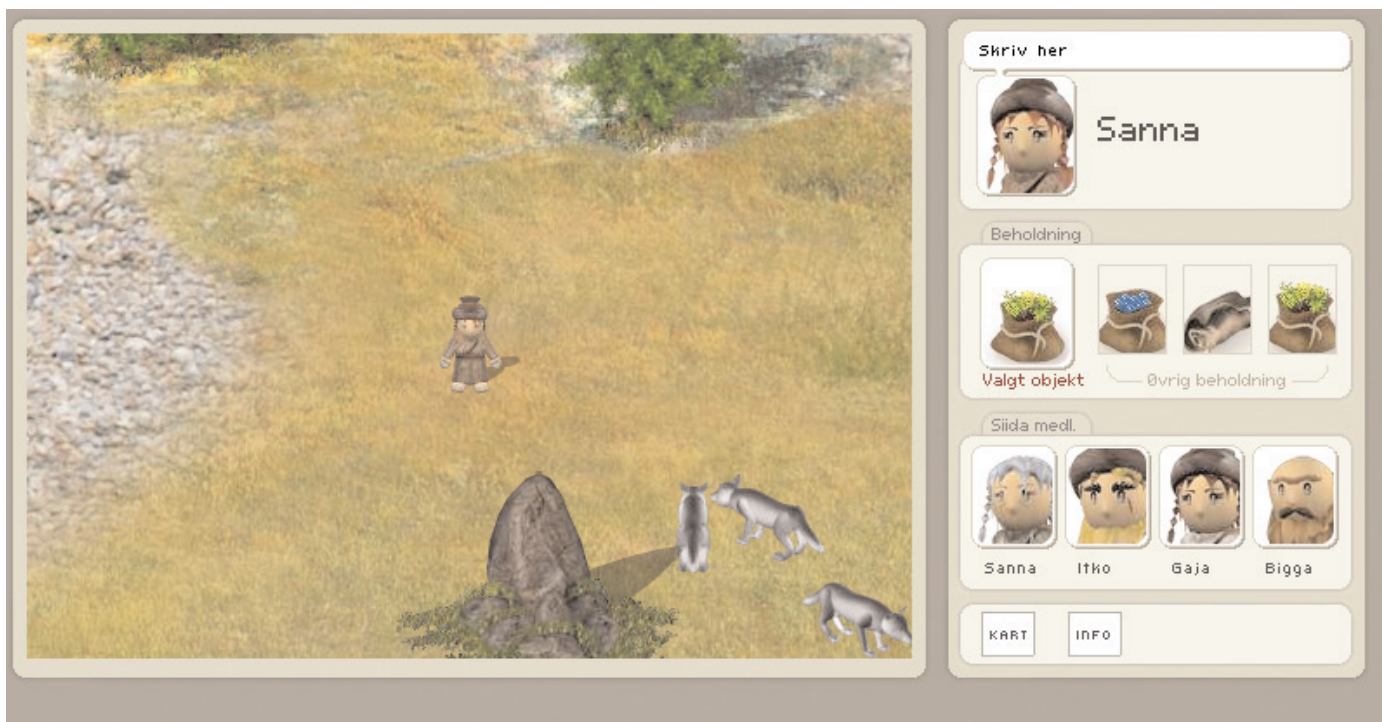 Skriv her
Sanna
Beholdning
Valgt objekt
Øvrig beholdning
Siida medl.
Sanna Itko Gaja Bigga
KART INFO